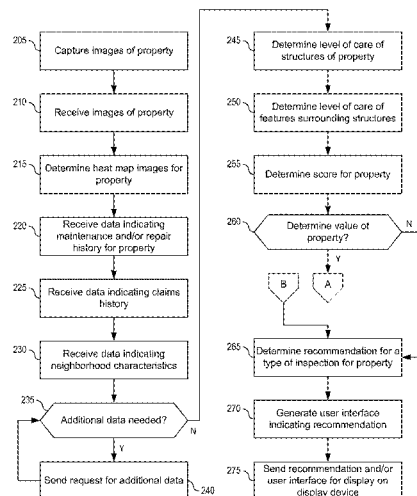 205
Capture images of property
210
Receive images of property
215
Determine heat map images for
property
220
Receive data indicating
maintenance and/or repair
history for property
225
Receive data indicating claims
history
230
Receive data indicating
neighborhood characteristics
235
Additional data needed?
N
Y
Send request for additional data
240
245
Determine level of care of
structures of property
250
Determine level of care of
features surrounding structures
255
Determine score for property
260
Determine value of
property?
N
Y
B
A
265
Determine recommendation for a
type of inspection for property
270
Generate user interface
indicating recommendation
275
Send recommendation and/or
user interface for display on
display device